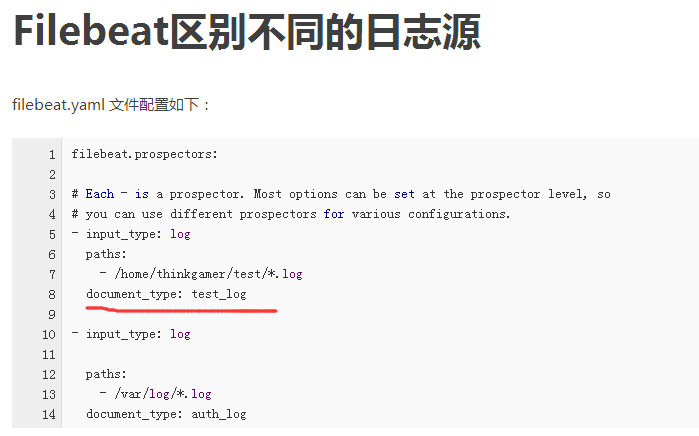 Filebeat区别不同的日志源
filebeat.yaml 文件配置如下：
1 filebeat.prospectors:
2
3 # Each - is a prospector. Most options can be set at the prospector level, so
4 # you can use different prospectors for various configurations.
5 - input_type: log
6   paths:
7     - /home/thinkgamer/test/*.log
8   document_type: test_log
9
10 - input_type: log
11
12   paths:
13     - /var/log/*.log
14   document_type: auth_log